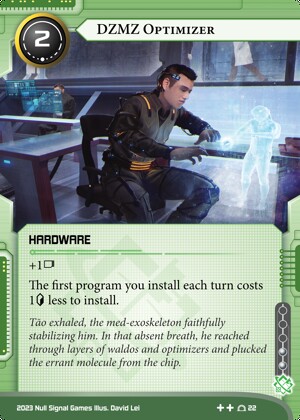 2
DZMZ Optimizer
HARDWARE
+1
The first program you install each turn costs
1 less to install.
Tāo exhaled, the med-exoskeleton faithfully
stabilizing him. In that absent breath, he reached
through layers of waldos and optimizers and plucked
the errant molecule from the chip.
2023 Null Signal Games Illus. David Lei
22